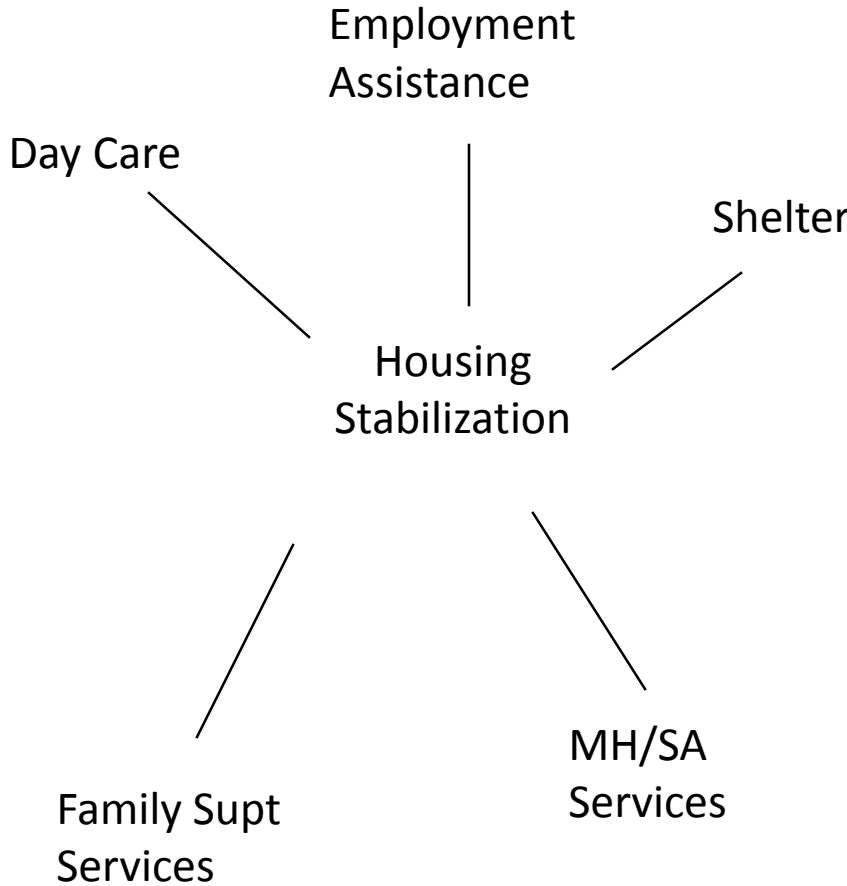 Employment
Assistance
Day Care
Shelter
Housing
Stabilization
MH/SA
Services
Family Supt
Services